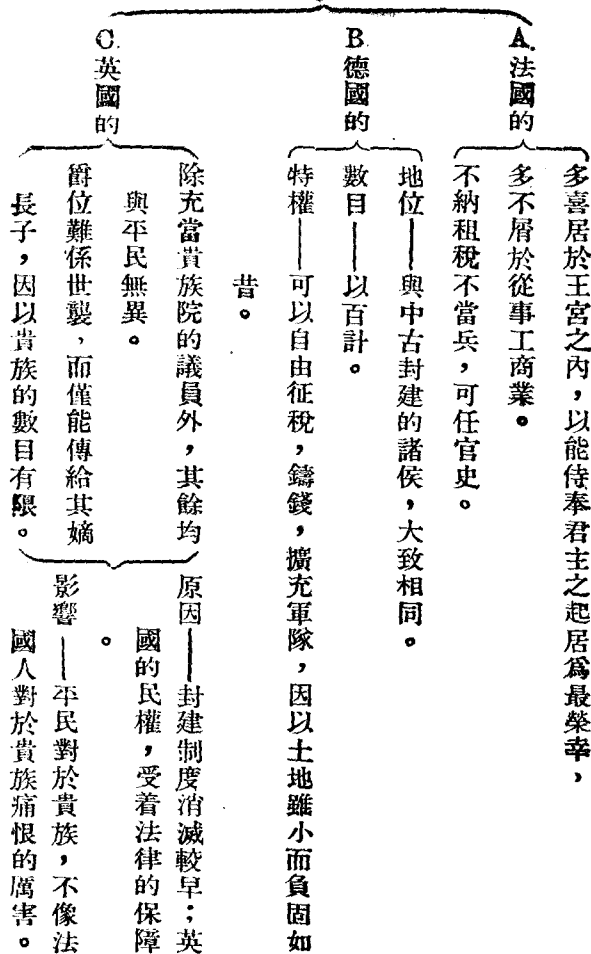 A.法國的
多喜居於王宮之內，以能侍奉君主之起居爲最榮幸，
多不屑於從事工商業。
不納租稅不當兵，可任官史。
B.德國的
地位——與中古封建的諸侯，大致相同。
數目——以百計。
特權——可以自由征稅，鑄錢，擴充軍隊，因以土地雖小而負固如
昔。
C.英國的
除充當貴族院的議員外，其餘均
與平民無異。
爵位難係世襲，而僅能傳給其嫡
長子，因以貴族的數目有限。
原因——封建制度消滅較早；英
國的民權，受着法律的保障
。
影響——平民對於貴族，不像法
國人對於貴族痛恨的厲害。